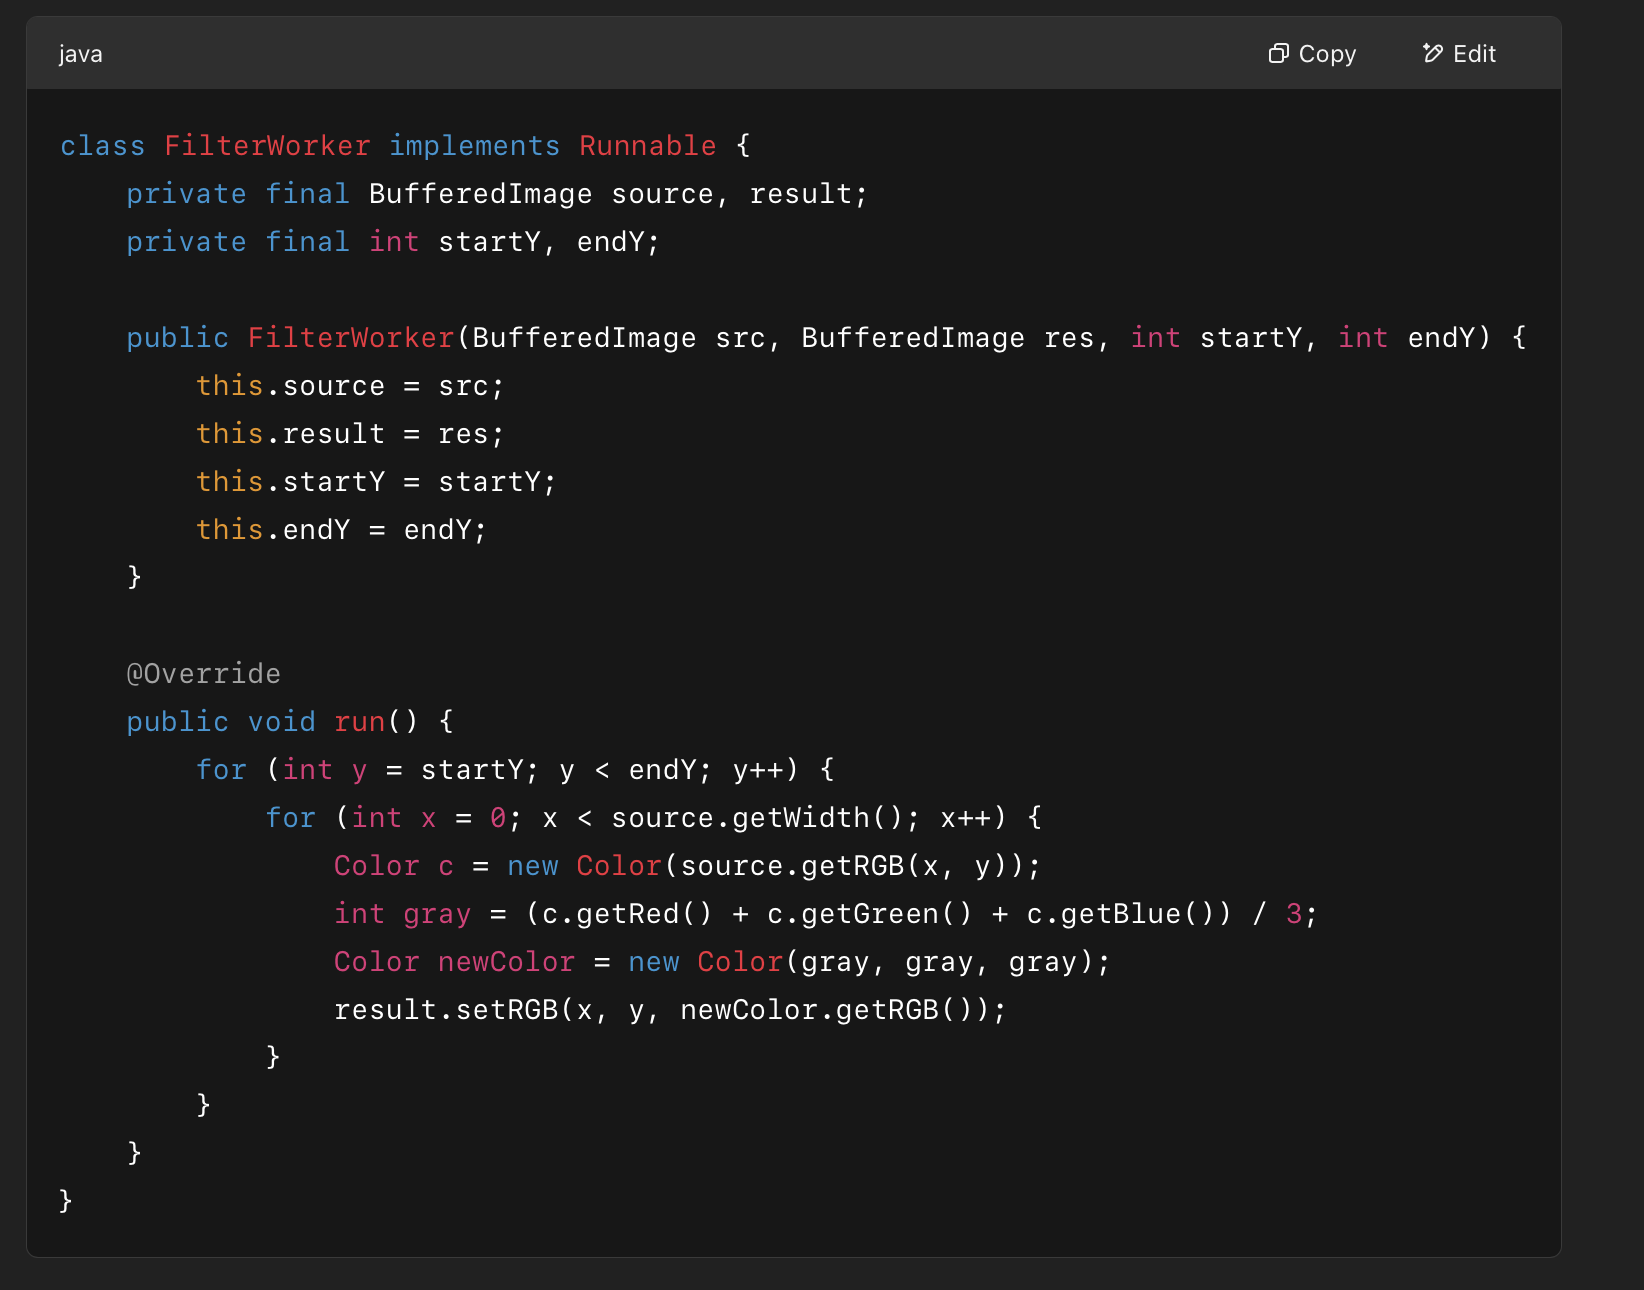 java
Copy
Edit
class FilterWorker implements Runnable {
    private final BufferedImage source, result;
    private final int startY, endY;

    public FilterWorker(BufferedImage src, BufferedImage res, int startY, int endY) {
        this.source = src;
        this.result = res;
        this.startY = startY;
        this.endY = endY;
    }

    @Override
    public void run() {
        for (int y = startY; y < endY; y++) {
            for (int x = 0; x < source.getWidth(); x++) {
                Color c = new Color(source.getRGB(x, y));
                int gray = (c.getRed() + c.getGreen() + c.getBlue()) / 3;
                Color newColor = new Color(gray, gray, gray);
                result.setRGB(x, y, newColor.getRGB());
            }
        }
    }
}